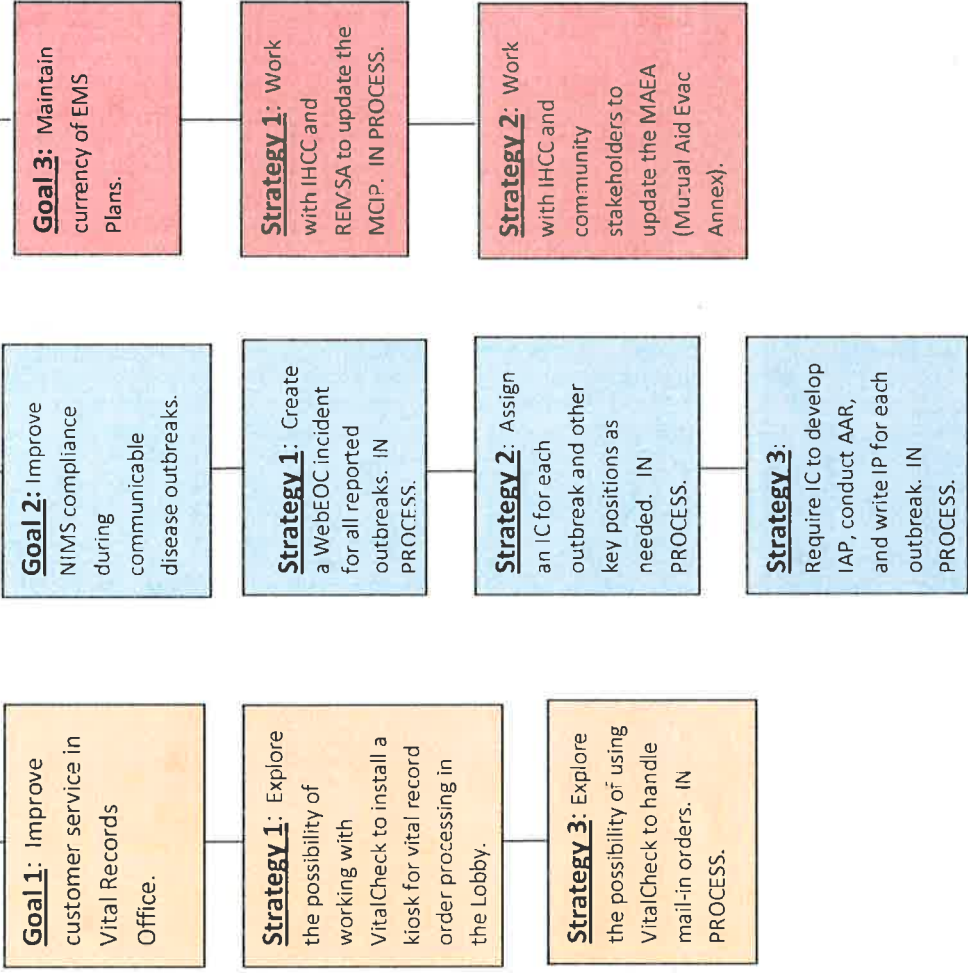 Goal 1: Improve
customer service in
Vital Records
Office.
Strategy 1: Explore
the possibility of
working with
VitalCheck to install a
kiosk for vital record
order processing in
the Lobby.
Strategy 3: Explore
the possibility of using
VitalCheck to handle
mail-in orders. IN
PROCESS.
Goal 2: Improve
NIMS compliance
during
communicable
disease outbreaks.
Strategy 1: Create
a WebEOC incident
for all reported
outbreaks. IN
PROCESS.
Strategy 2: Assign
an IC for each
outbreak and other
key positions as
needed. IN
PROCESS.
Strategy 3:
Require IC to develop
IAP, conduct AAR,
and write IP for each
outbreak. IN
PROCESS.
Goal 3: Maintain
currency of EMS
Plans.
Strategy 1: Work
with IHCC and
REMSA to update the
MCIP. IN PROCESS.
Strategy 2: Work
with IHCC and
community
stakeholders to
update the MAEA
(Mutual Aid Evac
Annex).